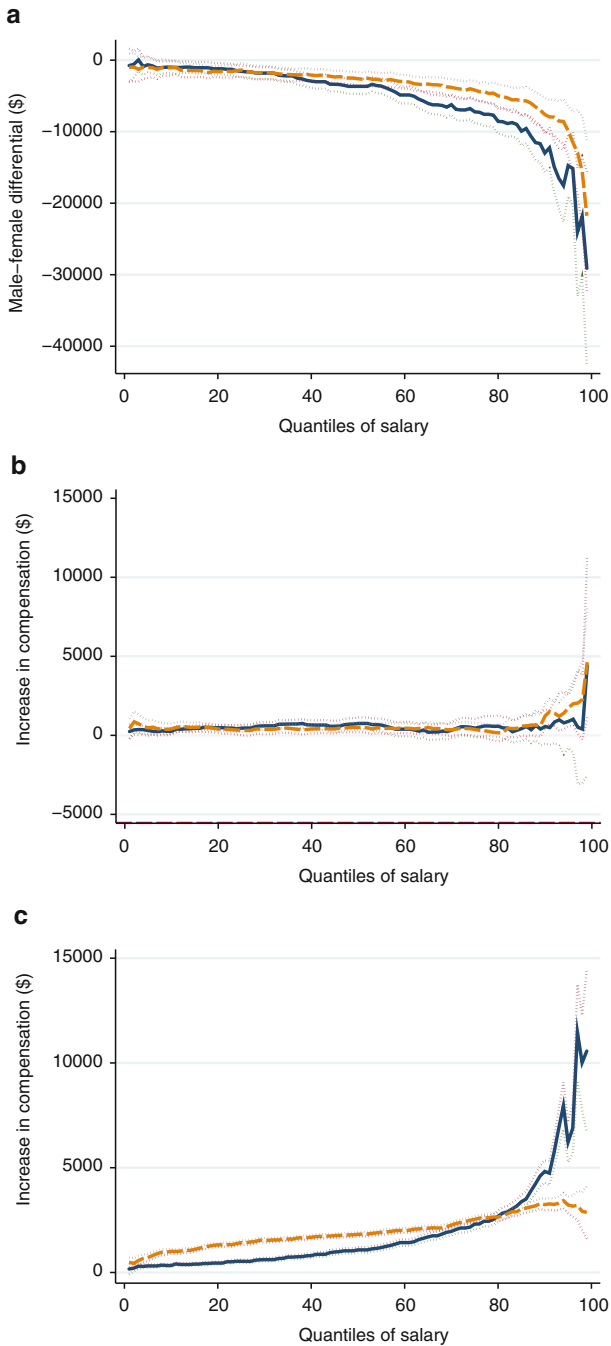 a
0
−10000
−20000
−30000
−40000
Male−female differential ($)
0 20 40 60 80 100
Quantiles of salary
b
15000
10000
5000
0
−5000
Increase in compensation ($)
0 20 40 60 80 100
Quantiles of salary
c
15000
10000
5000
0
Increase in compensation ($)
0 20 40 60 80 100
Quantiles of salary